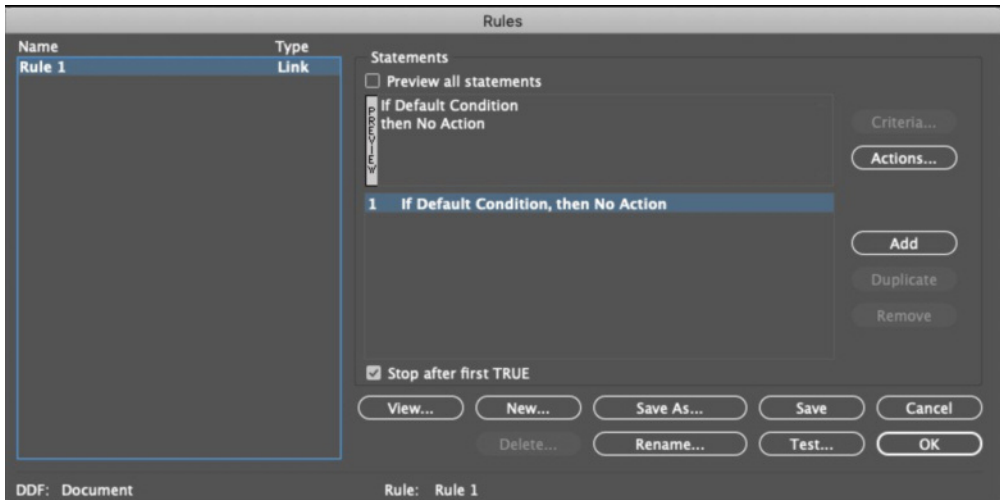 Rules
Name Type
Rule 1 Link
Statements
Preview all statements
PREVIEW
If Default Condition
then No Action
Criteria...
Actions...
1 If Default Condition, then No Action
Add
Duplicate
Remove
Stop after first TRUE
View... New... Save As... Save Cancel
Delete... Rename... Test... OK
DDF: Document Rule: Rule 1